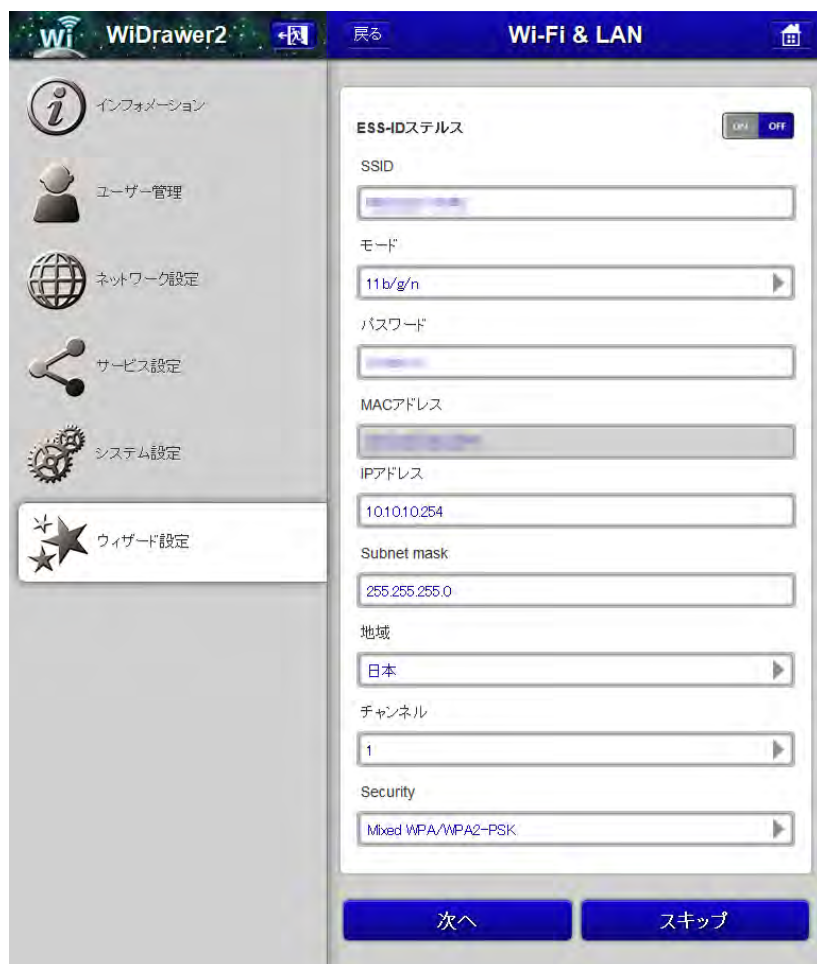 Wi WiDrawer2
戻る Wi-Fi & LAN
インフォメーション
ユーザー管理
ネットワーク設定
サービス設定
システム設定
ウィザード設定
ESS-IDステルス ON OFF
SSID
モード
11b/g/n
パスワード
MACアドレス
IPアドレス
10.10.10.254
Subnet mask
255.255.255.0
地域
日本
チャンネル
1
Security
Mixed WPA/WPA2-PSK
次へ スキップ